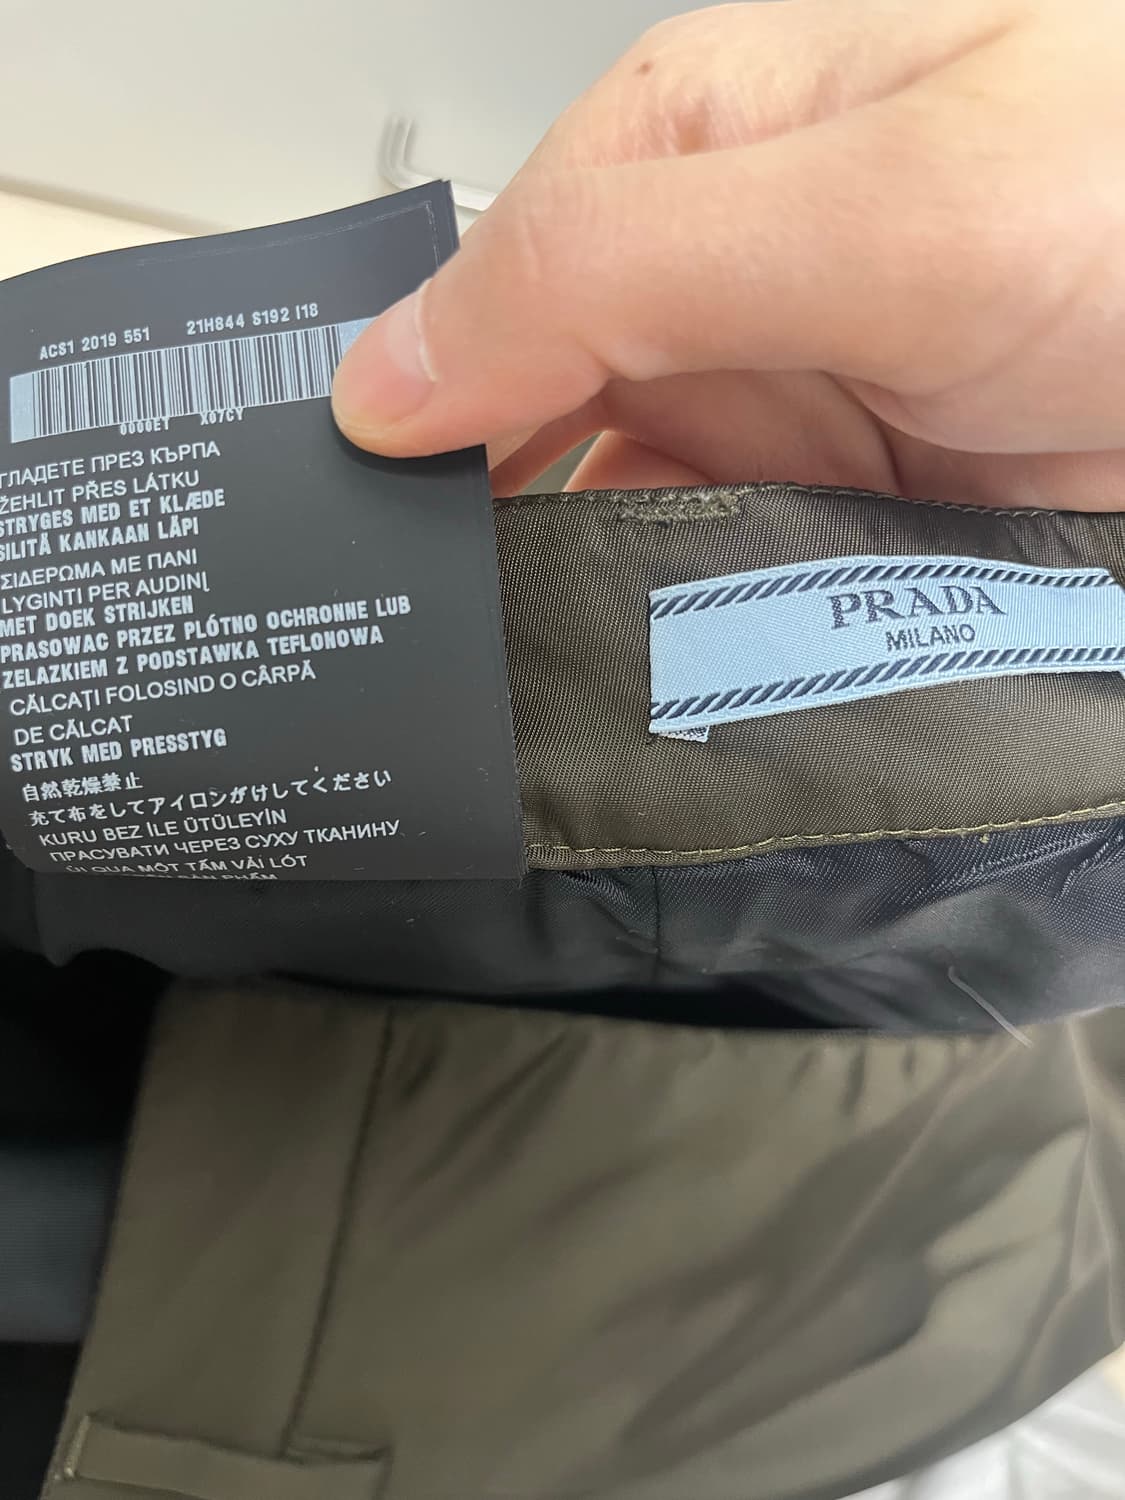 ACS1 2019 551 21H844 S192 I18
0000ET X07CY
ГЛАДЕТЕ ПРЕЗ КЪРПА
ŽEHLIT PŘES LÁTKU
STRYGES MED ET KLÆDE
SILITÄ KANKAAN LÄPI
ΣΙΔΕΡΩΜΑ ΜΕ ΠΑΝΙ
LYGINTI PER AUDINĮ
MET DOEK STRIJKEN
PRASOWAC PRZEZ PLÓTNO OCHRONNE LUB
ZELAZKIEM Z PODSTAWKA TEFLONOWA
CĂLCAȚI FOLOSIND O CÂRPĂ
DE CĂLCAT
STRYK MED PRESSTYG
自然乾燥禁止
充て布をしてアイロンがけしてください
KURU BEZ İLE ÜTÜLEYİN
ПРАСУВАТИ ЧЕРЕЗ СУХУ ТКАНИНУ
ỦI QUA MỘT TẤM VẢI LÓT
PRADA
MILANO